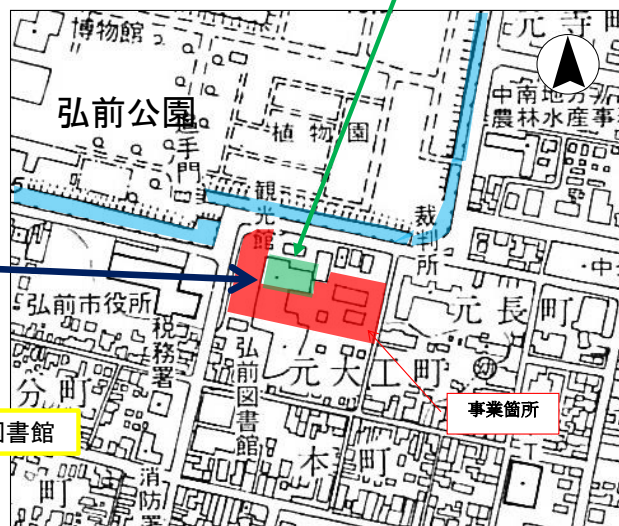 博物館
元寺町
弘前公園
追手門
植物園
中南地方
農林水産事
観光館
裁判所
弘前市役所
税務署
元長町
弘前図書館
元大工町
事業箇所
分町
図書館
本町
町
消防署